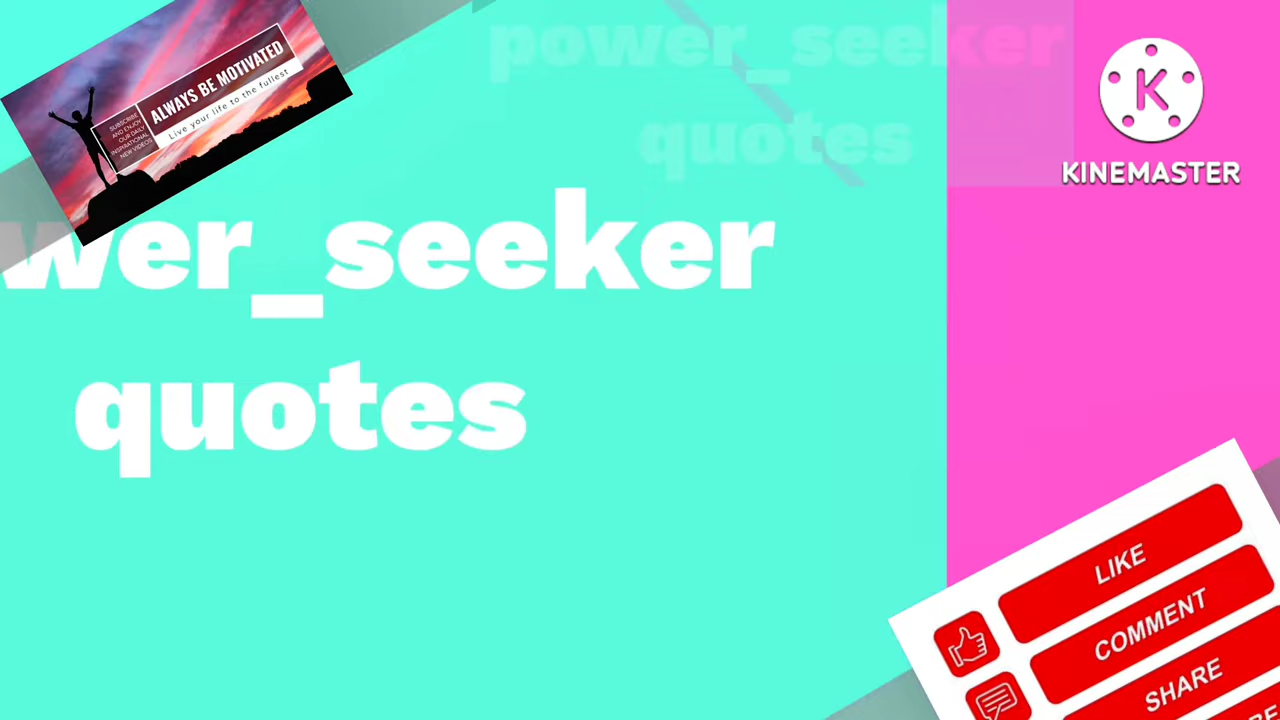 power_seeker
quotes
KINEMASTER
ALWAYS BE MOTIVATED
Live your life to the fullest
SUBSCRIBE
AND ENJOY
OUR DAILY
INSPIRATIONAL
NEW VIDEOS
wer_seeker
quotes
LIKE
COMMENT
SHARE